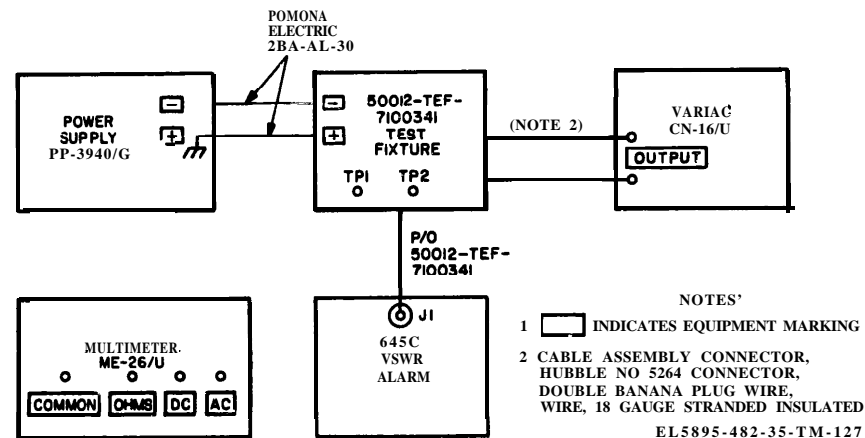 POMONA
ELECTRIC
2BA-AL-30
POWER
SUPPLY
PP-3940/G
-
+
-
+
50012-TEF-
7100341
TEST
FIXTURE
TP1 TP2
(NOTE 2)
VARIAC
CN-16/U
OUTPUT
P/O
50012-TEF-
7100341
MULTIMETER.
ME-26/U
COMMON OHMS DC AC
J1
645C
VSWR
ALARM
NOTES'
1 INDICATES EQUIPMENT MARKING
2 CABLE ASSEMBLY CONNECTOR,
HUBBLE NO 5264 CONNECTOR,
DOUBLE BANANA PLUG WIRE,
WIRE, 18 GAUGE STRANDED INSULATED
EL5895-482-35-TM-127